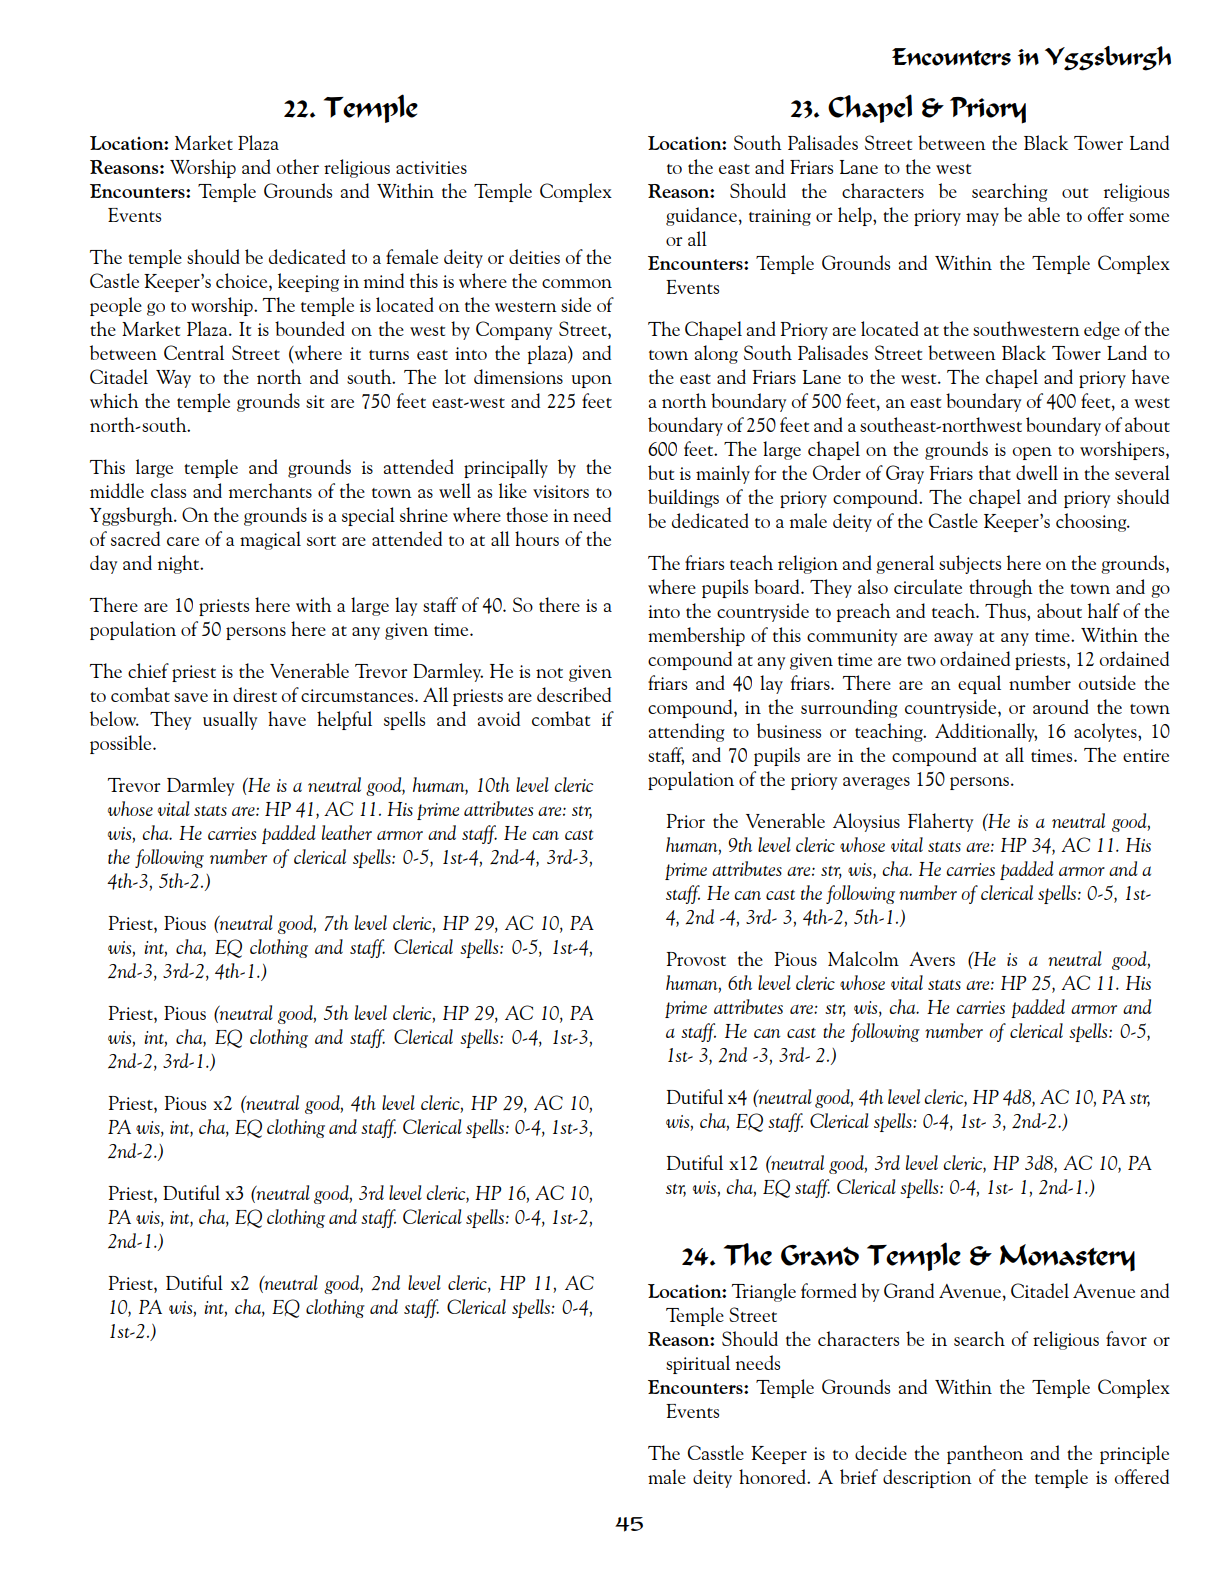 Encounters in Yggsburgh
22. Temple
Location: Market Plaza
Reasons: Worship and other religious activities
Encounters: Temple Grounds and Within the Temple Complex
Events
The temple should be dedicated to a female deity or deities of the
Castle Keeper's choice, keeping in mind this is where the common
people go to worship. The temple is located on the western side of
the Market Plaza. It is bounded on the west by Company Street,
between Central Street (where it turns east into the plaza) and
Citadel Way to the north and south. The lot dimensions upon
which the temple grounds sit are 750 feet east-west and 225 feet
north-south.
This large temple and grounds is attended principally by the
middle class and merchants of the town as well as like visitors to
Yggsburgh. On the grounds is a special shrine where those in need
of sacred care of a magical sort are attended to at all hours of the
day and night.
There are 10 priests here with a large lay staff of 40. So there is a
population of 50 persons here at any given time.
The chief priest is the Venerable Trevor Darmley. He is not given
to combat save in direst of circumstances. All priests are described
below. They usually have helpful spells and avoid combat if
possible.
Trevor Darmley (He is a neutral good, human, 10th level cleric
whose vital stats are: HP 41, AC 11. His prime attributes are: str,
wis, cha. He carries padded leather armor and staff. He can cast
the following number of clerical spells: 0-5, 1st-4, 2nd-4, 3rd-3,
4th-3, 5th-2.)
Priest, Pious (neutral good, 7th level cleric, HP 29, AC 10, PA
wis, int, cha, EQ clothing and staff. Clerical spells: 0-5, 1st-4,
2nd-3, 3rd-2, 4th-1.)
Priest, Pious (neutral good, 5th level cleric, HP 29, AC 10, PA
wis, int, cha, EQ clothing and staff. Clerical spells: 0-4, 1st-3,
2nd-2, 3rd-1.)
Priest, Pious x2 (neutral good, 4th level cleric, HP 29, AC 10,
PA wis, int, cha, EQ clothing and staff. Clerical spells: 0-4, 1st-3,
2nd-2.)
Priest, Dutiful x3 (neutral good, 3rd level cleric, HP 16, AC 10,
PA wis, int, cha, EQ clothing and staff. Clerical spells: 0-4, 1st-2,
2nd-1.)
Priest, Dutiful x2 (neutral good, 2nd level cleric, HP 11, AC
10, PA wis, int, cha, EQ clothing and staff. Clerical spells: 0-4,
1st-2.)
23. Chapel & Priory
Location: South Palisades Street between the Black Tower Land
to the east and Friars Lane to the west
Reason: Should the characters be searching out religious
guidance, training or help, the priory may be able to offer some
or all
Encounters: Temple Grounds and Within the Temple Complex
Events
The Chapel and Priory are located at the southwestern edge of the
town along South Palisades Street between Black Tower Land to
the east and Friars Lane to the west. The chapel and priory have
a north boundary of 500 feet, an east boundary of 400 feet, a west
boundary of 250 feet and a southeast-northwest boundary of about
600 feet. The large chapel on the grounds is open to worshipers,
but is mainly for the Order of Gray Friars that dwell in the several
buildings of the priory compound. The chapel and priory should
be dedicated to a male deity of the Castle Keeper's choosing.
The friars teach religion and general subjects here on the grounds,
where pupils board. They also circulate through the town and go
into the countryside to preach and teach. Thus, about half of the
membership of this community are away at any time. Within the
compound at any given time are two ordained priests, 12 ordained
friars and 40 lay friars. There are an equal number outside the
compound, in the surrounding countryside, or around the town
attending to business or teaching. Additionally, 16 acolytes, 10
staff, and 70 pupils are in the compound at all times. The entire
population of the priory averages 150 persons.
Prior the Venerable Aloysius Flaherty (He is a neutral good,
human, 9th level cleric whose vital stats are: HP 34, AC 11. His
prime attributes are: str, wis, cha. He carries padded armor and a
staff. He can cast the following number of clerical spells: 0-5, 1st-
4, 2nd -4, 3rd- 3, 4th-2, 5th-1.)
Provost the Pious Malcolm Avers (He is a neutral good,
human, 6th level cleric whose vital stats are: HP 25, AC 11. His
prime attributes are: str, wis, cha. He carries padded armor and
a staff. He can cast the following number of clerical spells: 0-5,
1st- 3, 2nd -3, 3rd- 2.)
Dutiful x4 (neutral good, 4th level cleric, HP 4d8, AC 10, PA str,
wis, cha, EQ staff. Clerical spells: 0-4, 1st- 3, 2nd-2.)
Dutiful x12 (neutral good, 3rd level cleric, HP 3d8, AC 10, PA
str, wis, cha, EQ staff. Clerical spells: 0-4, 1st- 1, 2nd-1.)
24. The Grand Temple & Monastery
Location: Triangle formed by Grand Avenue, Citadel Avenue and
Temple Street
Reason: Should the characters be in search of religious favor or
spiritual needs
Encounters: Temple Grounds and Within the Temple Complex
Events
The Casstle Keeper is to decide the pantheon and the principle
male deity honored. A brief description of the temple is offered
45